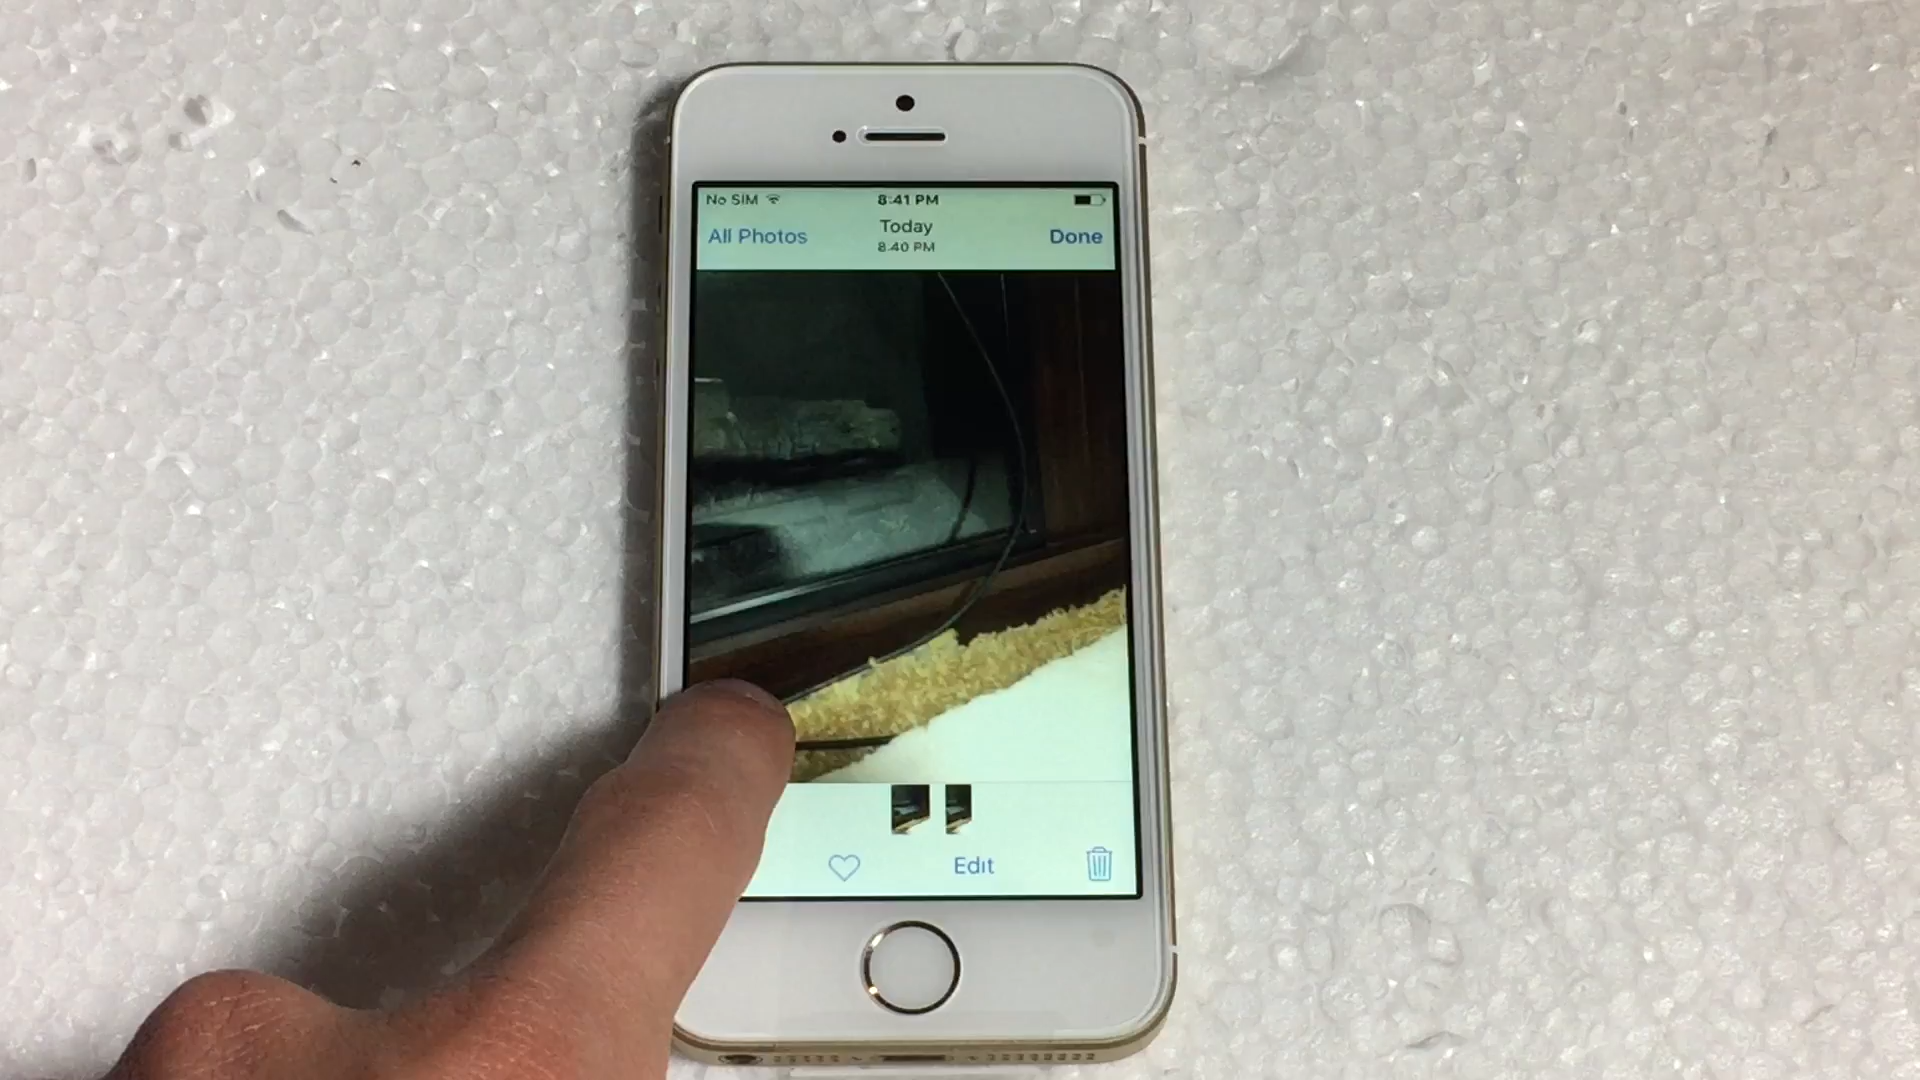 No SIM 8:41 PM
Today
All Photos Done
8:40 PM
Edit